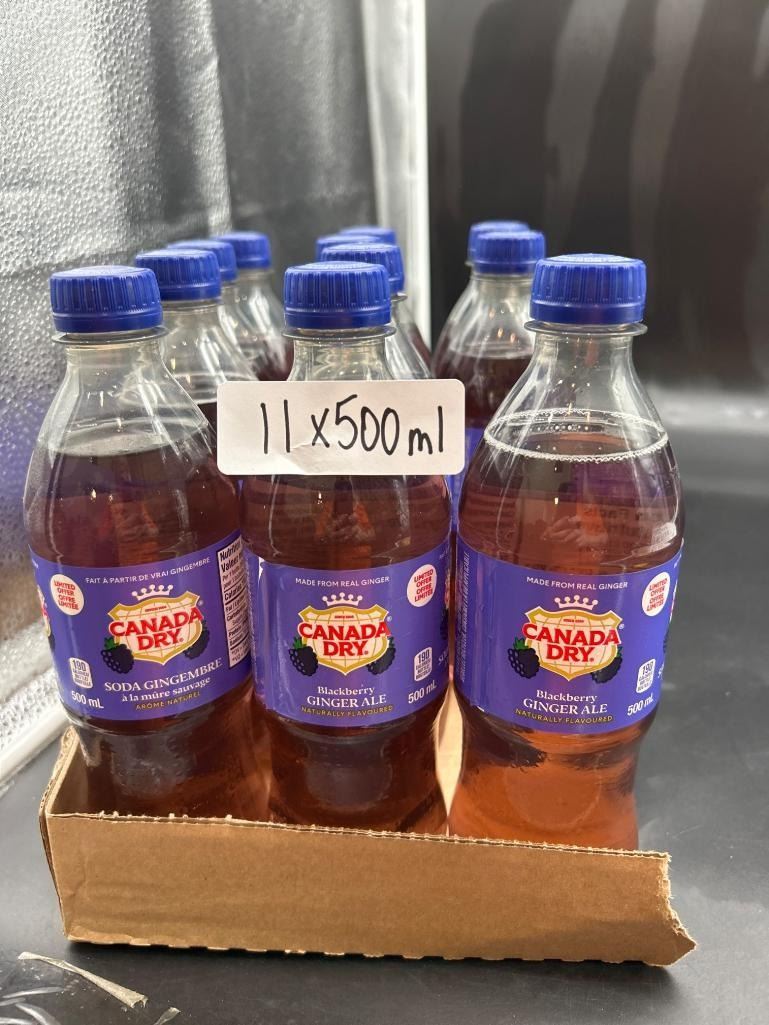 11 x 500 ml
FAIT À PARTIR DE VRAI GINGEMBRE
LIMITED
OFFER
OFFRE
LIMITÉE
CANADA
DRY
SODA GINGEMBRE
à la mûre sauvage
ARÔME NATUREL
190
500 mL
MADE FROM REAL GINGER
LIMITED
OFFER
OFFRE
LIMITÉE
CANADA
DRY
Blackberry
GINGER ALE
NATURALLY FLAVOURED
190
500 mL
MADE FROM REAL GINGER
LIMITED
OFFER
OFFRE
LIMITÉE
CANADA
DRY
Blackberry
GINGER ALE
NATURALLY FLAVOURED
190
500 mL